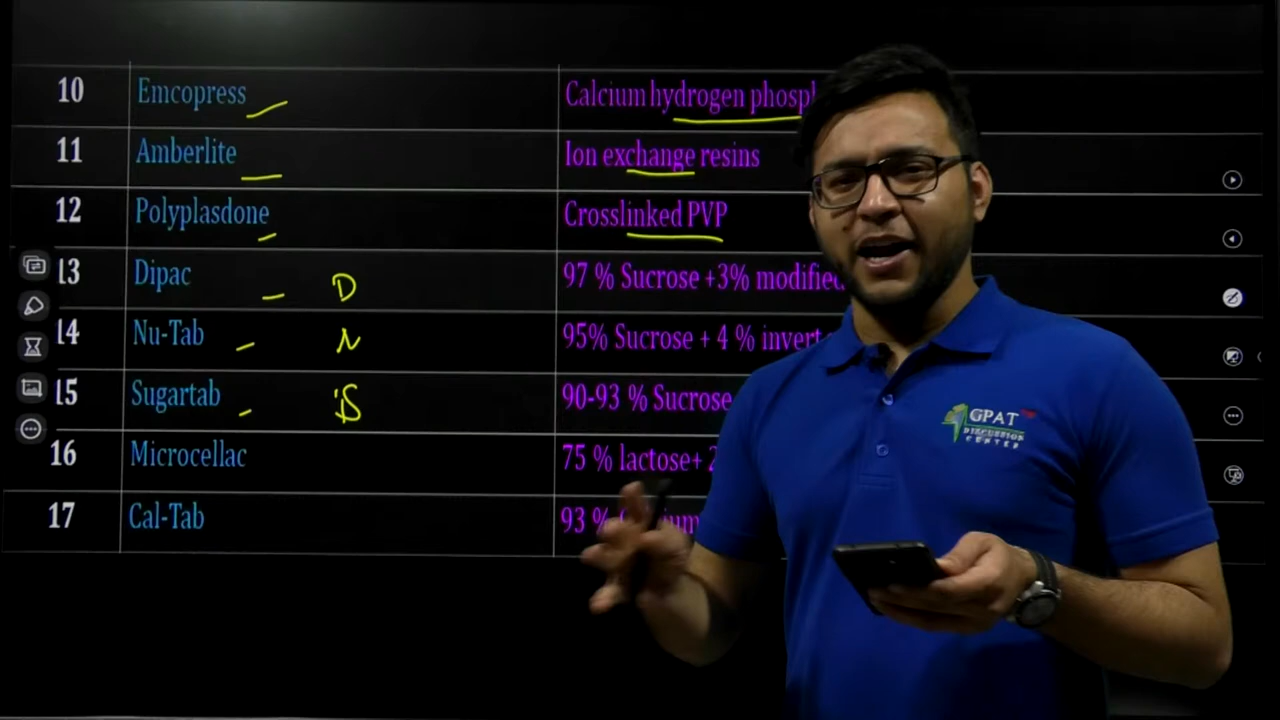 10 Emcopress Calcium hydrogen
11 Amberlite Ion exchange resins
12 Polyplasdone Crosslinked PVP
13 Dipac D 97 % Sucrose +3% modified
14 Nu-Tab N 95% Sucrose + 4 % invert
15 Sugartab S 90-93 % Sucrose
16 Microcellac 75 % lactose+
17 Cal-Tab 93 %
GPAT
DISCUSSION
CENTER